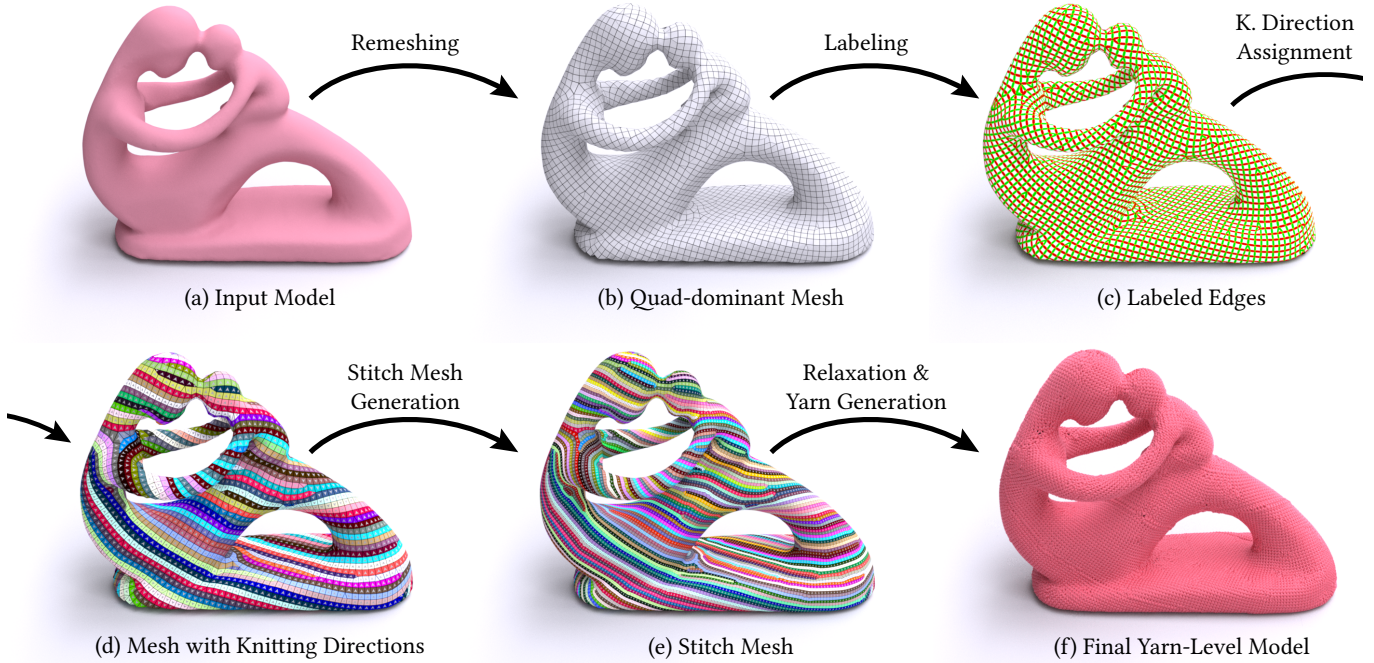 Remeshing
Labeling
K. Direction
Assignment
(a) Input Model
(b) Quad-dominant Mesh
(c) Labeled Edges
Stitch Mesh
Generation
Relaxation &
Yarn Generation
(d) Mesh with Knitting Directions
(e) Stitch Mesh
(f) Final Yarn-Level Model